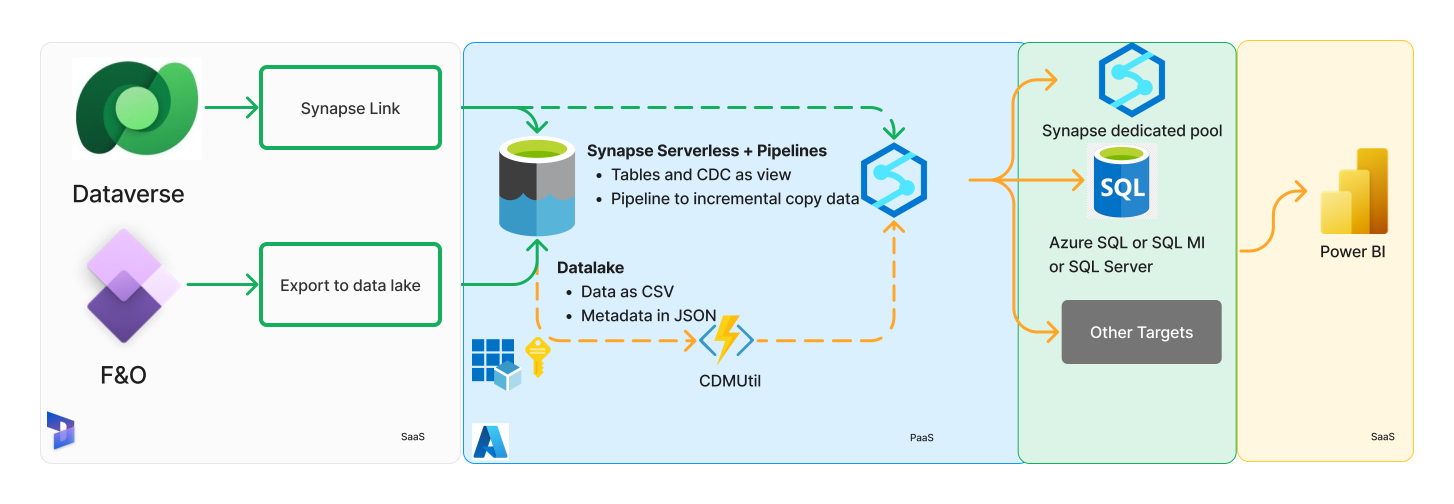 Synapse Link
Dataverse
Export to data lake
F&O
SaaS
Synapse Serverless + Pipelines
• Tables and CDC as view
• Pipeline to incremental copy data
Datalake
• Data as CSV
• Metadata in JSON
CDMUtil
PaaS
Synapse dedicated pool
SQL
Azure SQL or SQL MI
or SQL Server
Other Targets
Power BI
SaaS